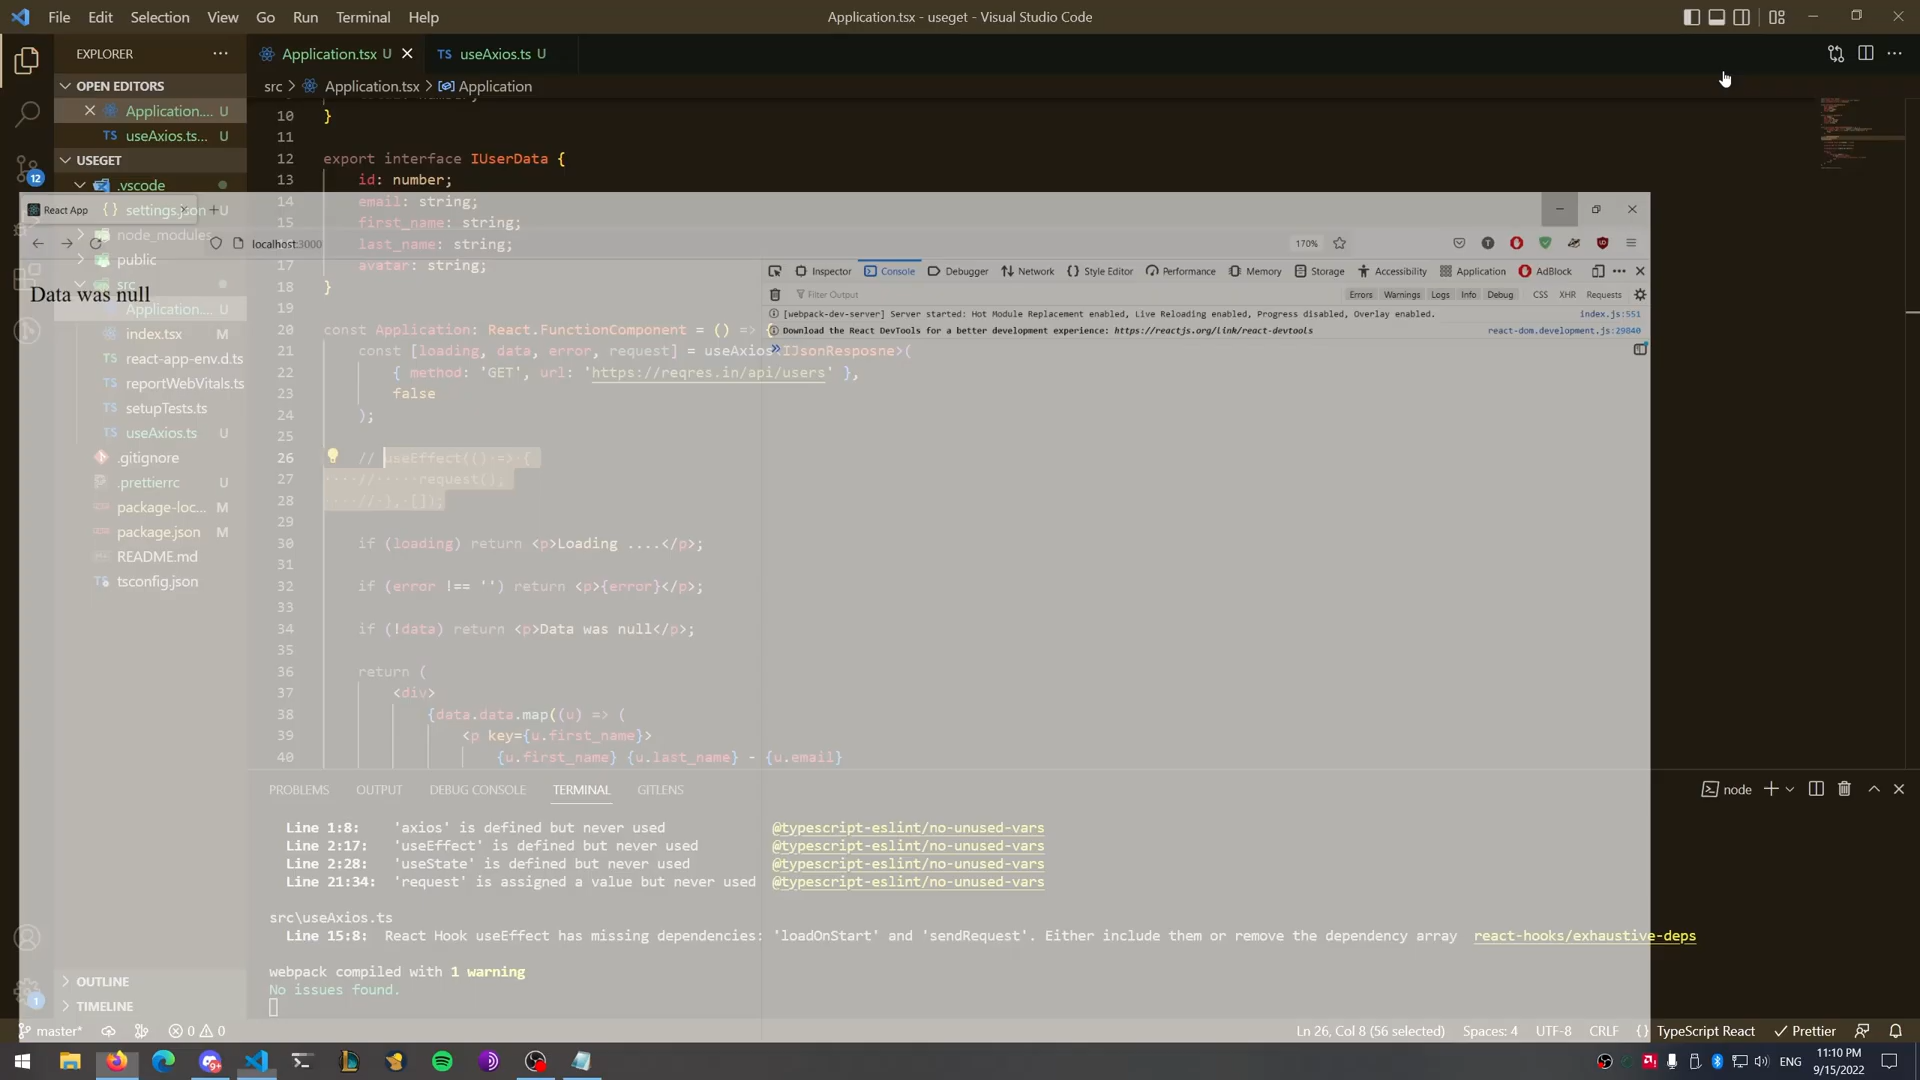 File Edit Selection View Go Run Terminal Help
Application.tsx - useget - Visual Studio Code
EXPLORER
Application.tsx U
TS useAxios.ts U
OPEN EDITORS
src > Application.tsx > Application
Application.... U
TS useAxios.ts... U
USEGET
.vscode
settings.json U
node_modules
public
src
Application....
index.tsx M
TS react-app-env.d.ts
TS reportWebVitals.ts
TS setupTests.ts
TS useAxios.ts U
.gitignore
.prettierrc U
package-loc... M
package.json M
README.md
tsconfig.json
OUTLINE
TIMELINE
12
1
10 }
11
12 export interface IUserData {
13 id: number;
14 email: string;
15 first_name: string;
16 last_name: string;
17 avatar: string;
18 }
19
20 const Application: React.FunctionComponent = () => {
21 const [loading, data, error, request] = useAxios<IJsonResposne>(
22 { method: 'GET', url: 'https://reqres.in/api/users' },
23 false
24 );
25
26 // useEffect(() => {
27 // request();
28 // }, []);
29
30 if (loading) return <p>Loading ....</p>;
31
32 if (error !== '') return <p>{error}</p>;
33
34 if (!data) return <p>Data was null</p>;
35
36 return (
37 <div>
38 {data.data.map((u) => (
39 <p key={u.first_name}>
40 {u.first_name} {u.last_name} - {u.email}
React App
localhost:3000
170%
Data was null
Inspector Console Debugger Network Style Editor Performance Memory Storage Accessibility Application AdBlock
Filter Output
Errors Warnings Logs Info Debug CSS XHR Requests
[webpack-dev-server] Server started: Hot Module Replacement enabled, Live Reloading enabled, Progress disabled, Overlay enabled. index.js:551
Download the React DevTools for a better development experience: https://reactjs.org/link/react-devtools react-dom.development.js:29840
PROBLEMS OUTPUT DEBUG CONSOLE TERMINAL GITLENS
node
Line 1:8: 'axios' is defined but never used @typescript-eslint/no-unused-vars
Line 2:17: 'useEffect' is defined but never used @typescript-eslint/no-unused-vars
Line 2:28: 'useState' is defined but never used @typescript-eslint/no-unused-vars
Line 21:34: 'request' is assigned a value but never used @typescript-eslint/no-unused-vars
src\useAxios.ts
Line 15:8: React Hook useEffect has missing dependencies: 'loadOnStart' and 'sendRequest'. Either include them or remove the dependency array react-hooks/exhaustive-deps
webpack compiled with 1 warning
No issues found.
master* 0 0
Ln 26, Col 8 (56 selected) Spaces: 4 UTF-8 CRLF {} TypeScript React Prettier
ENG
11:10 PM
9/15/2022